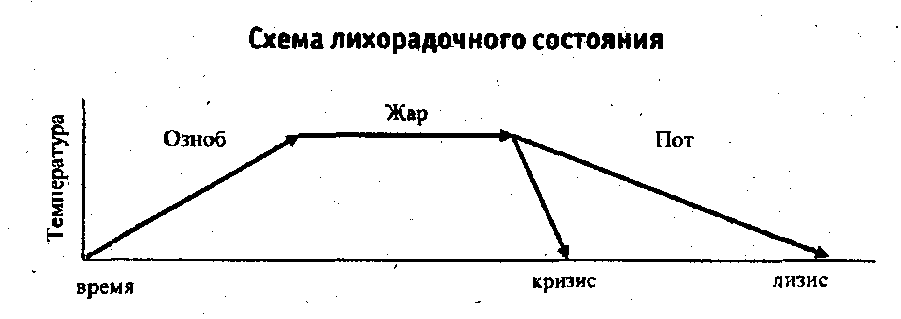 Схема лихорадочного состояния
Жар
Озноб
Пот
Температура
время
кризис
лизис